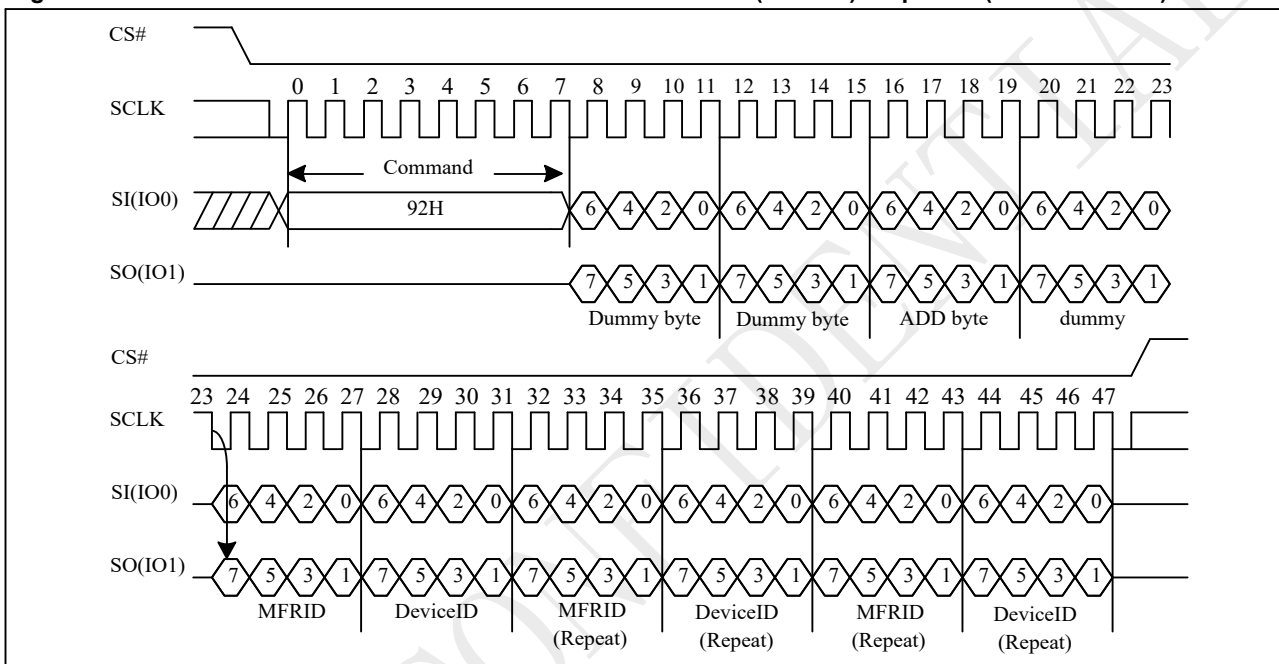 CS#
0 1 2 3 4 5 6 7 8 9 10 11 12 13 14 15 16 17 18 19 20 21 22 23
SCLK
Command
SI(IO0)
92H
6 4 2 0 6 4 2 0 6 4 2 0 6 4 2 0
SO(IO1)
7 5 3 1 7 5 3 1 7 5 3 1 7 5 3 1
Dummy byte Dummy byte ADD byte dummy
CS#
23 24 25 26 27 28 29 30 31 32 33 34 35 36 37 38 39 40 41 42 43 44 45 46 47
SCLK
SI(IO0)
6 4 2 0 6 4 2 0 6 4 2 0 6 4 2 0 6 4 2 0 6 4 2 0
SO(IO1)
7 5 3 1 7 5 3 1 7 5 3 1 7 5 3 1 7 5 3 1 7 5 3 1
MFRID DeviceID MFRID DeviceID MFRID DeviceID
(Repeat) (Repeat) (Repeat) (Repeat)